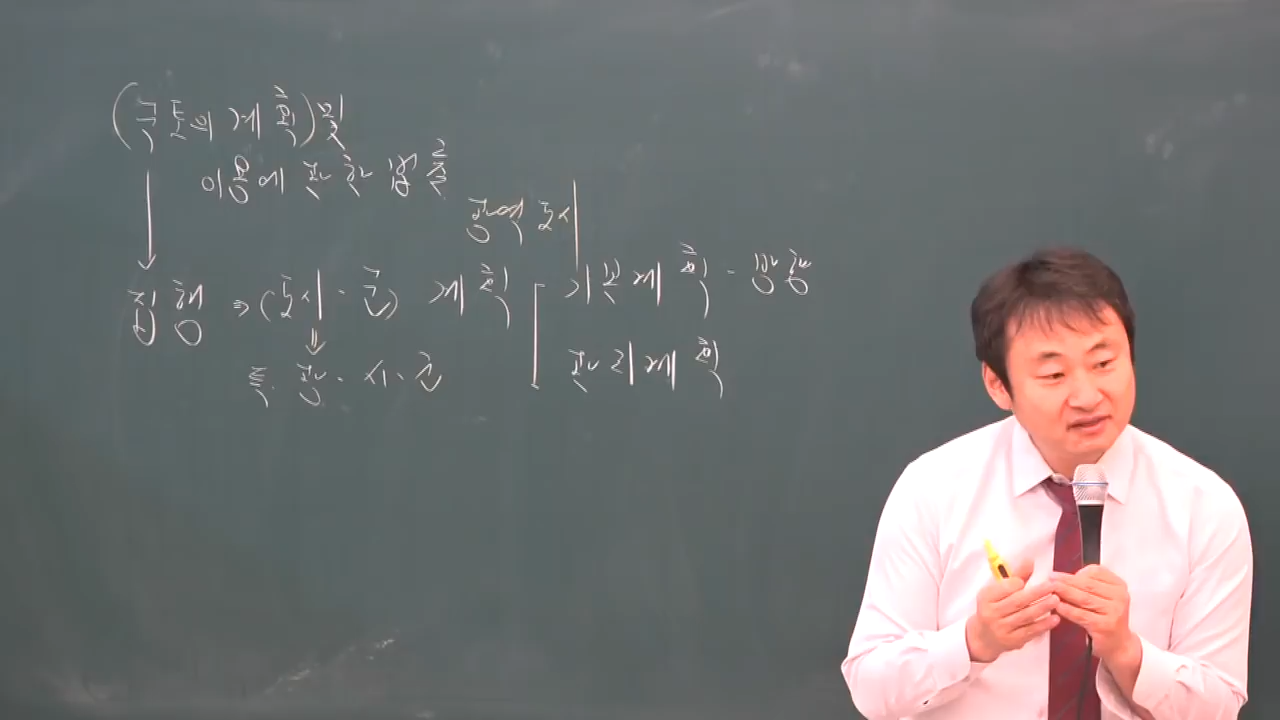 (국토의 계획) 및
이용에 관한 법률
광역 도시
집행 ⇒ (도시 · 군) 계획 [ 기본계획 - 방향
특 · 광 · 시 · 군 관리계획